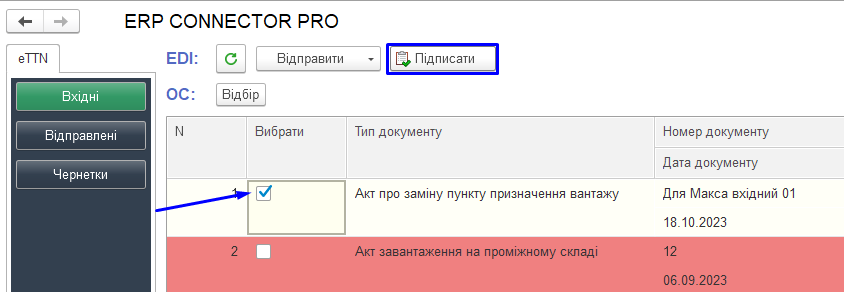 ERP CONNECTOR PRO
eTTN
EDI: Відправити Підписати
Вхідні
ОС: Відбір
Відправлені
Чернетки
N Вибрати Тип документу Номер документу
Дата документу
1 Акт про заміну пункту призначення вантажу Для Макса вхідний 01
18.10.2023
2 Акт завантаження на проміжному складі 12
06.09.2023